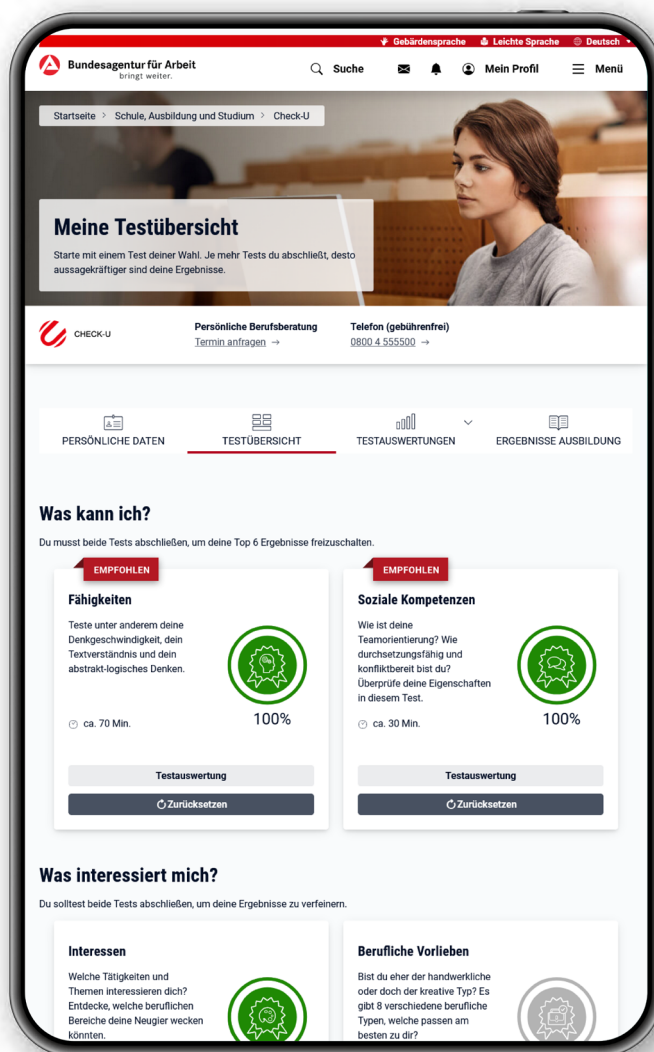 Gebärdensprache Leichte Sprache Deutsch
Bundesagentur für Arbeit
bringt weiter.
Suche Mein Profil Menü
Startseite > Schule, Ausbildung und Studium > Check-U
Meine Testübersicht
Starte mit einem Test deiner Wahl. Je mehr Tests du abschließt, desto
aussagekräftiger sind deine Ergebnisse.
CHECK-U
Persönliche Berufsberatung
Termin anfragen →
Telefon (gebührenfrei)
0800 4 555500 →
PERSÖNLICHE DATEN
TESTÜBERSICHT
TESTAUSWERTUNGEN
ERGEBNISSE AUSBILDUNG
Was kann ich?
Du musst beide Tests abschließen, um deine Top 6 Ergebnisse freizuschalten.
EMPFOHLEN
Fähigkeiten
Teste unter anderem deine
Denkgeschwindigkeit, dein
Textverständnis und dein
abstrakt-logisches Denken.
ca. 70 Min.
100%
Testauswertung
Zurücksetzen
EMPFOHLEN
Soziale Kompetenzen
Wie ist deine
Teamorientierung? Wie
durchsetzungsfähig und
konfliktbereit bist du?
Überprüfe deine Eigenschaften
in diesem Test.
ca. 30 Min.
100%
Testauswertung
Zurücksetzen
Was interessiert mich?
Du solltest beide Tests abschließen, um deine Ergebnisse zu verfeinern.
Interessen
Welche Tätigkeiten und
Themen interessieren dich?
Entdecke, welche beruflichen
Bereiche deine Neugier wecken
könnten.
Berufliche Vorlieben
Bist du eher der handwerkliche
oder doch der kreative Typ? Es
gibt 8 verschiedene berufliche
Typen, welche passen am
besten zu dir?